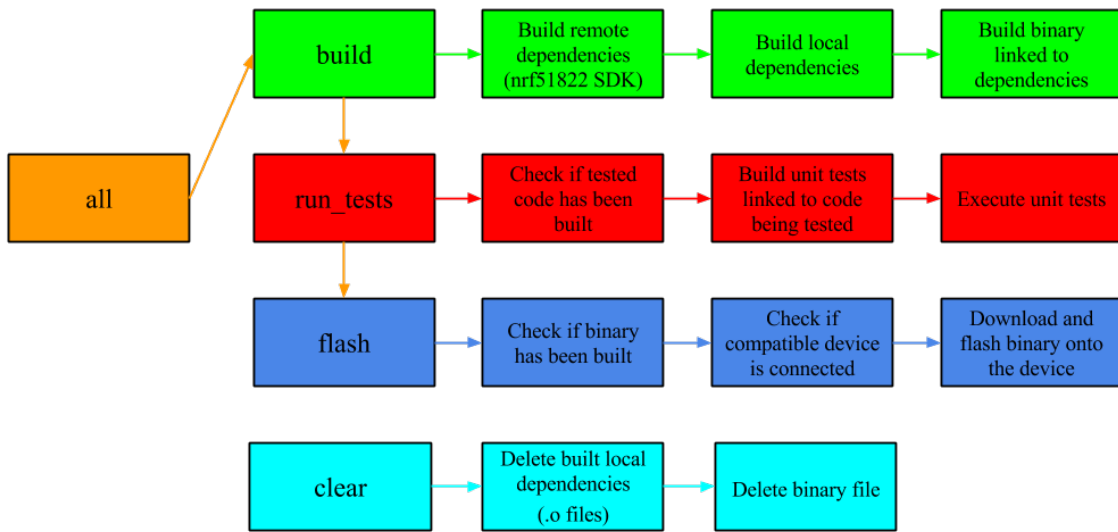 build
Build remote
dependencies
(nrf51822 SDK)
Build local
dependencies
Build binary
linked to
dependencies
all
run_tests
Check if tested
code has been
built
Build unit tests
linked to code
being tested
Execute unit tests
flash
Check if binary
has been built
Check if
compatible device
is connected
Download and
flash binary onto
the device
clear
Delete built local
dependencies
(.o files)
Delete binary file